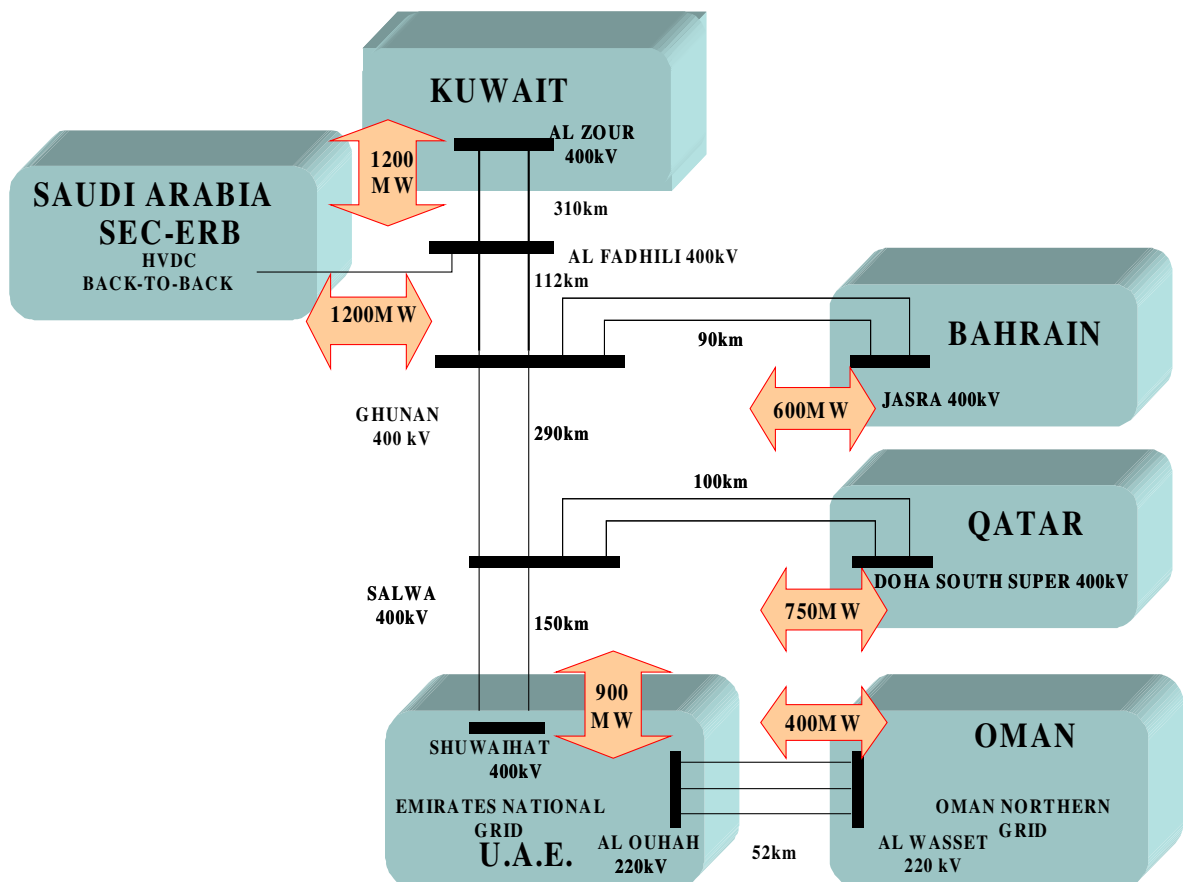 KUWAIT
AL ZOUR
400kV
1200
MW
SAUDI ARABIA
SEC-ERB
HVDC
BACK-TO-BACK
310km
AL FADHILI 400kV
112km
1200MW
BAHRAIN
90km
JASRA 400kV
600MW
GHUNAN
400 kV
290km
100km
QATAR
DOHA SOUTH SUPER 400kV
SALWA
400kV
750MW
150km
900
MW
400MW
OMAN
SHUWAIHAT
400kV
EMIRATES NATIONAL
GRID
U.A.E.
OMAN NORTHERN
GRID
AL OUHAH
220kV
52km
AL WASSET
220 kV